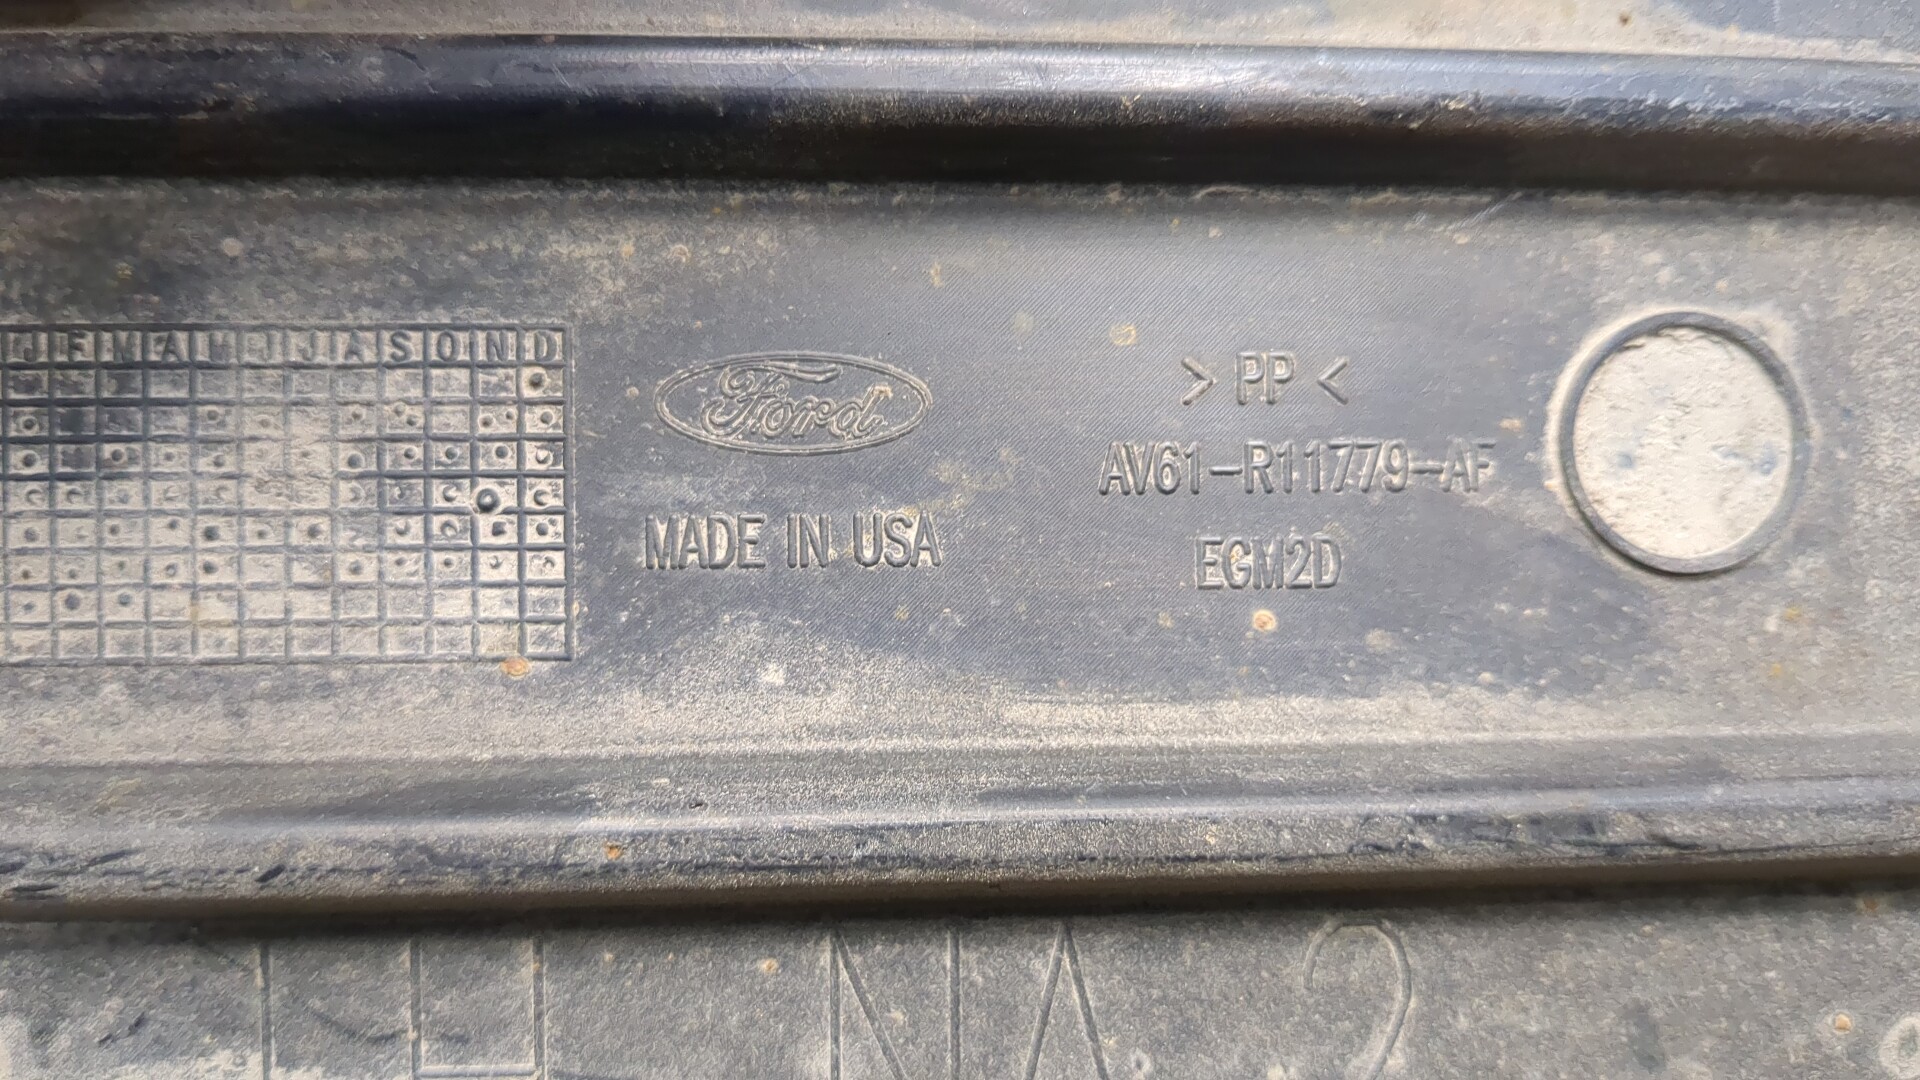 J F M A M J J A S O N D
Ford
MADE IN USA
> PP <
AV61-R11779-AF
EGM2D